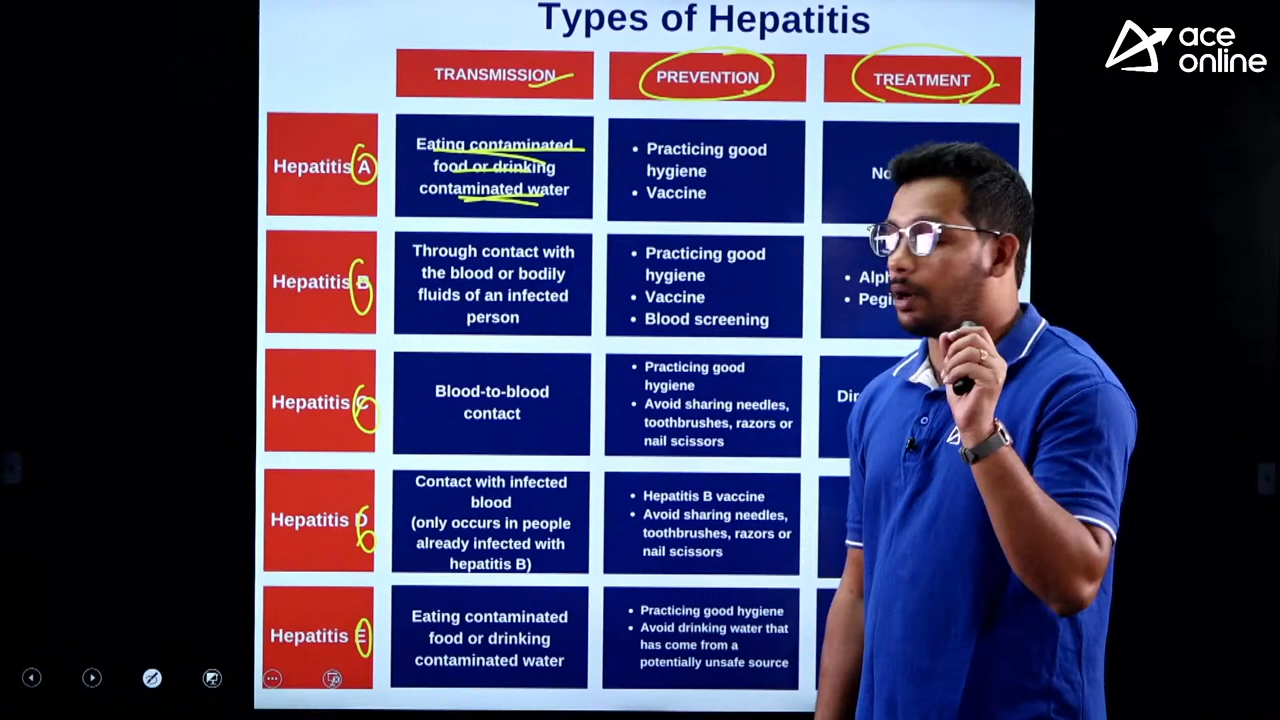 Types of Hepatitis
ace
online
TRANSMISSION
PREVENTION
TREATMENT
Hepatitis A
Eating contaminated
food or drinking
contaminated water
• Practicing good
hygiene
• Vaccine
Hepatitis B
Through contact with
the blood or bodily
fluids of an infected
person
• Practicing good
hygiene
• Vaccine
• Blood screening
Hepatitis C
Blood-to-blood
contact
• Practicing good
hygiene
• Avoid sharing needles,
toothbrushes, razors or
nail scissors
Hepatitis D
Contact with infected
blood
(only occurs in people
already infected with
hepatitis B)
• Hepatitis B vaccine
• Avoid sharing needles,
toothbrushes, razors or
nail scissors
Hepatitis E
Eating contaminated
food or drinking
contaminated water
• Practicing good hygiene
• Avoid drinking water that
has come from a
potentially unsafe source